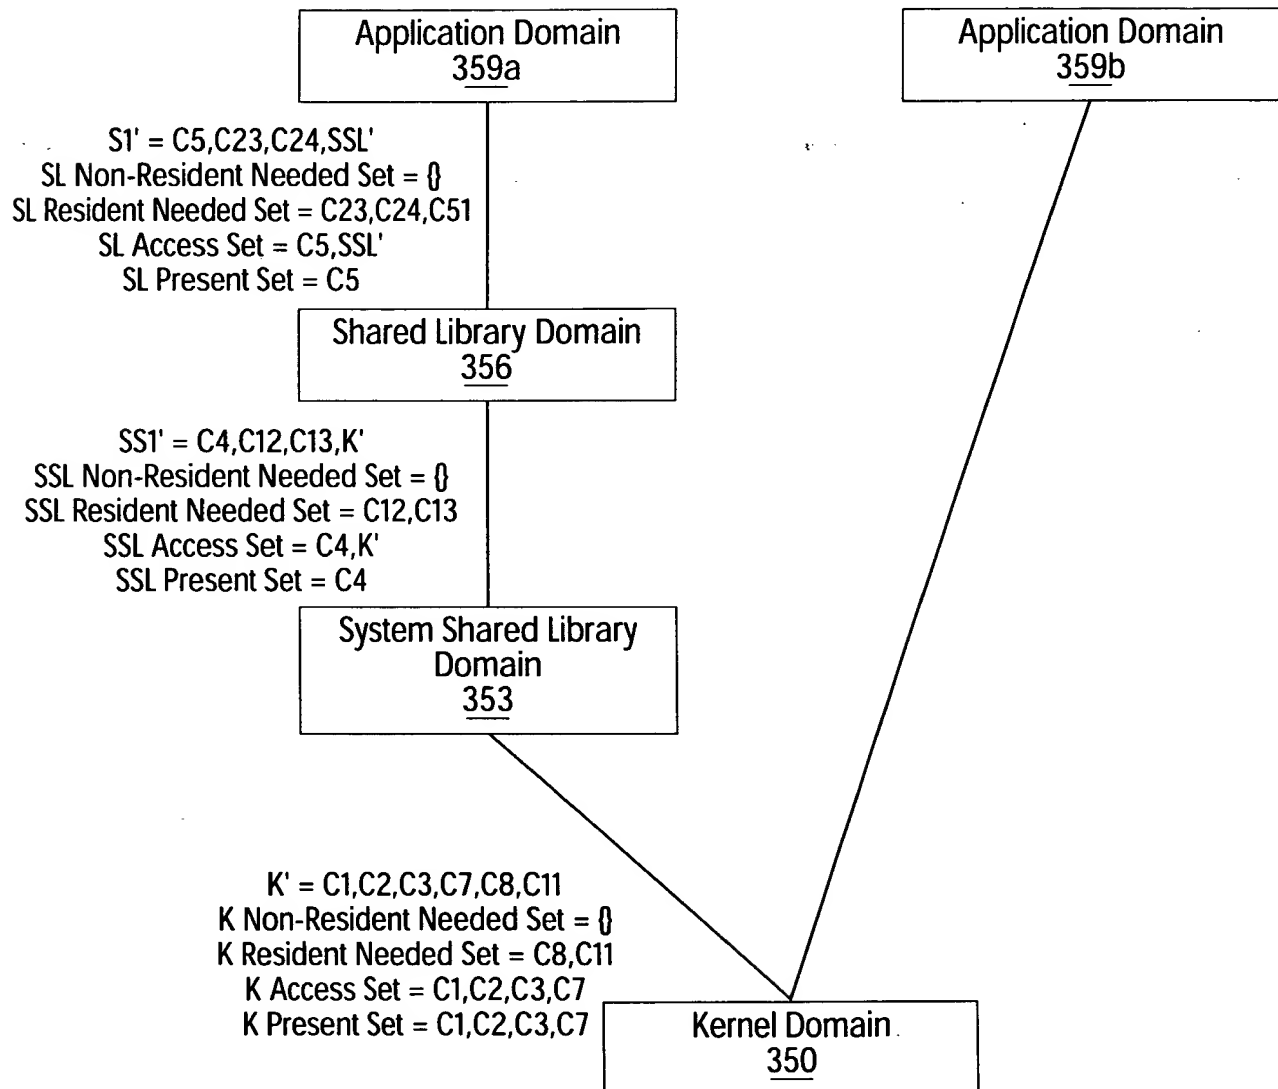 Application Domain
359a
Application Domain
359b
S1' = C5,C23,C24,SSL'
SL Non-Resident Needed Set = {}
SL Resident Needed Set = C23,C24,C51
SL Access Set = C5,SSL'
SL Present Set = C5
Shared Library Domain
356
SS1' = C4,C12,C13,K'
SSL Non-Resident Needed Set = {}
SSL Resident Needed Set = C12,C13
SSL Access Set = C4,K'
SSL Present Set = C4
System Shared Library
Domain
353
K' = C1,C2,C3,C7,C8,C11
K Non-Resident Needed Set = {}
K Resident Needed Set = C8,C11
K Access Set = C1,C2,C3,C7
K Present Set = C1,C2,C3,C7
Kernel Domain
350